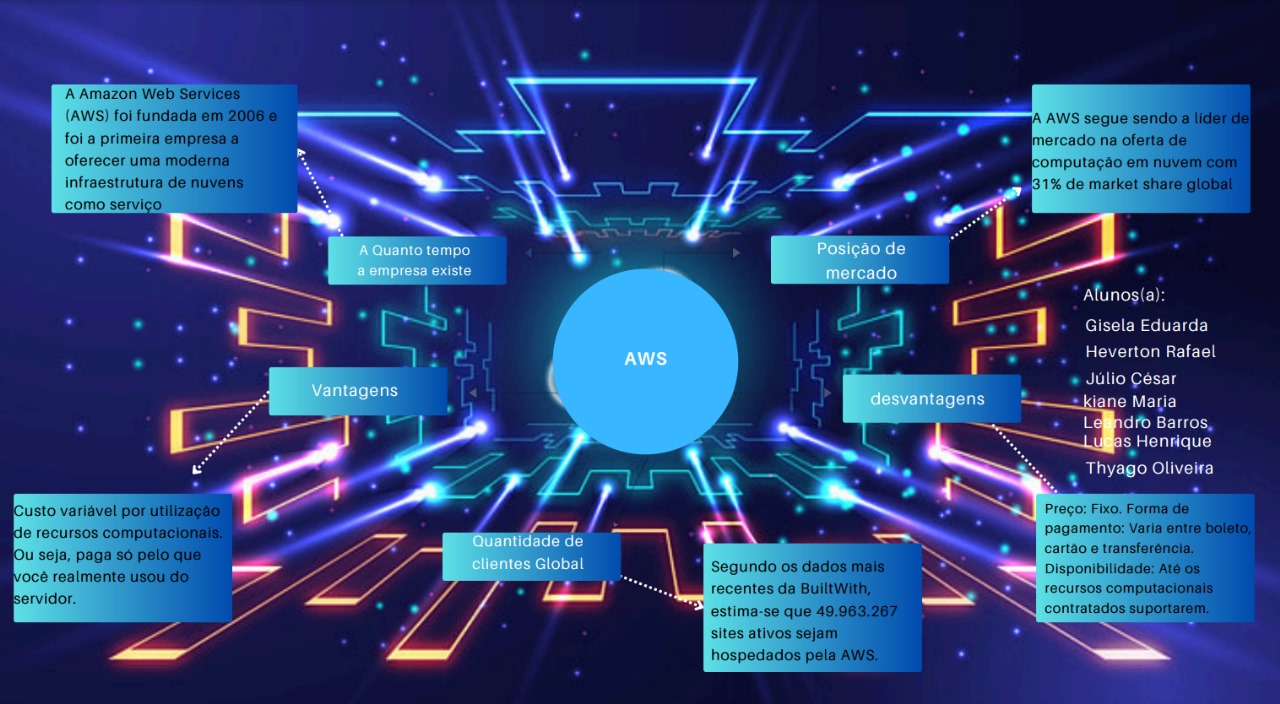 A Amazon Web Services
(AWS) foi fundada em 2006 e
foi a primeira empresa a
oferecer uma moderna
infraestrutura de nuvens
como serviço
A Quanto tempo
a empresa existe
Posição de
mercado
A AWS segue sendo a líder de
mercado na oferta de
computação em nuvem com
31% de market share global
Alunos(a):
Gisela Eduarda
Heverton Rafael
Júlio César
kiane Maria
Leandro Barros
Lucas Henrique
Thyago Oliveira
AWS
Vantagens
desvantagens
Custo variável por utilização
de recursos computacionais.
Ou seja, paga só pelo que
você realmente usou do
servidor.
Quantidade de
clientes Global
Segundo os dados mais
recentes da BuiltWith,
estima-se que 49.963.267
sites ativos sejam
hospedados pela AWS.
Preço: Fixo. Forma de
pagamento: Varia entre boleto,
cartão e transferência.
Disponibilidade: Até os
recursos computacionais
contratados suportarem.